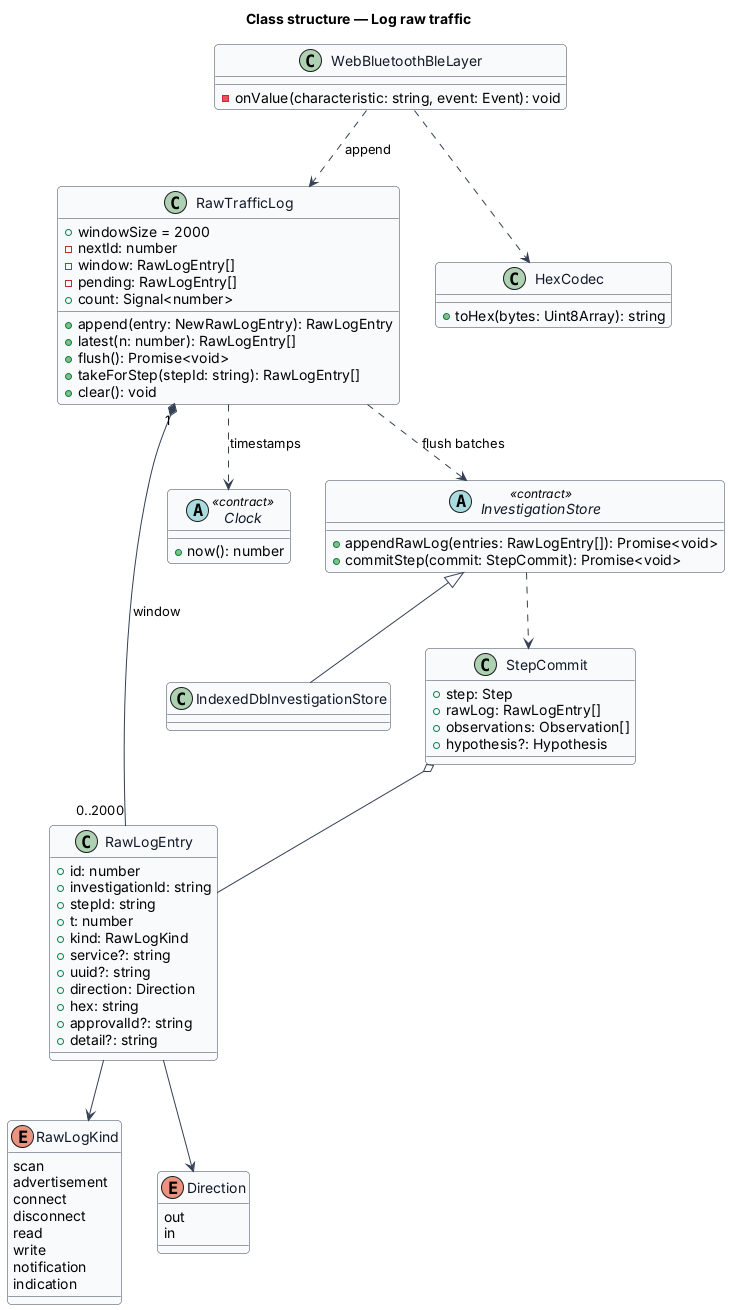 Class structure — Log raw traffic
C WebBluetoothBleLayer
onValue(characteristic: string, event: Event): void
append
C RawTrafficLog
windowSize = 2000
nextId: number
window: RawLogEntry[]
pending: RawLogEntry[]
count: Signal<number>
append(entry: NewRawLogEntry): RawLogEntry
latest(n: number): RawLogEntry[]
flush(): Promise<void>
takeForStep(stepId: string): RawLogEntry[]
clear(): void
C HexCodec
toHex(bytes: Uint8Array): string
1
timestamps
flush batches
A «contract»
Clock
now(): number
A «contract»
InvestigationStore
appendRawLog(entries: RawLogEntry[]): Promise<void>
commitStep(commit: StepCommit): Promise<void>
window
C IndexedDbInvestigationStore
C StepCommit
step: Step
rawLog: RawLogEntry[]
observations: Observation[]
hypothesis?: Hypothesis
0..2000
C RawLogEntry
id: number
investigationId: string
stepId: string
t: number
kind: RawLogKind
service?: string
uuid?: string
direction: Direction
hex: string
approvalId?: string
detail?: string
E RawLogKind
scan
advertisement
connect
disconnect
read
write
notification
indication
E Direction
out
in